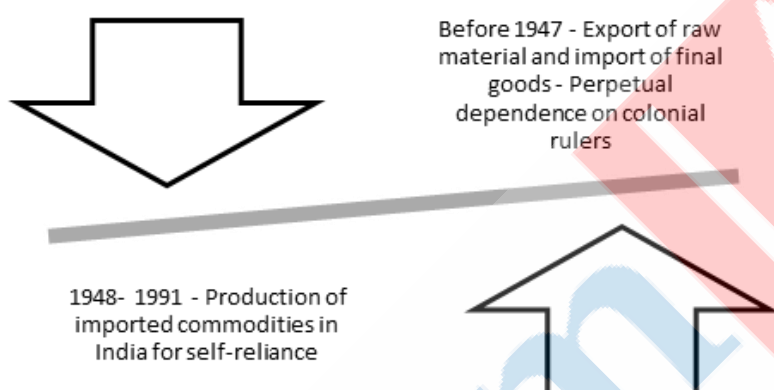 Before 1947 - Export of raw
material and import of final
goods - Perpetual
dependence on colonial
rulers
1948- 1991 - Production of
imported commodities in
India for self-reliance